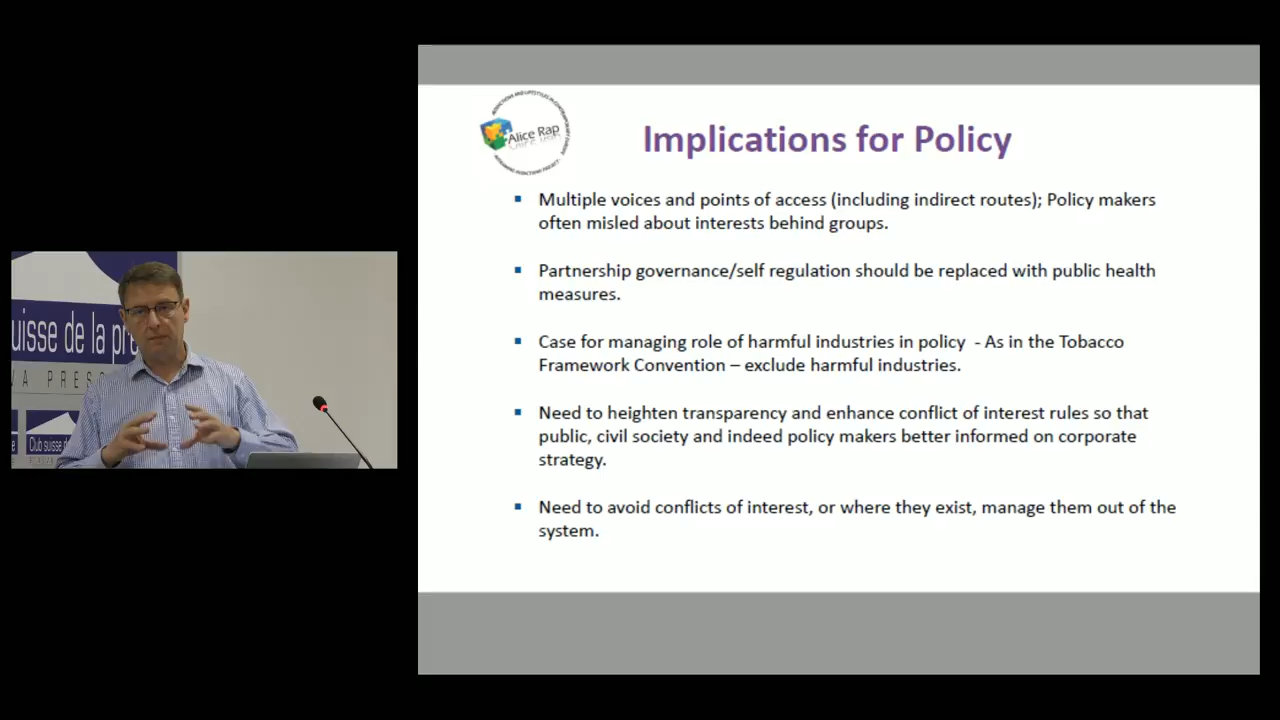 uisse de la pre
VA PRESS
Club suisse de
Alice Rap
Implications for Policy
Multiple voices and points of access (including indirect routes); Policy makers
often misled about interests behind groups.
Partnership governance/self regulation should be replaced with public health
measures.
Case for managing role of harmful industries in policy - As in the Tobacco
Framework Convention – exclude harmful industries.
Need to heighten transparency and enhance conflict of interest rules so that
public, civil society and indeed policy makers better informed on corporate
strategy.
Need to avoid conflicts of interest, or where they exist, manage them out of the
system.